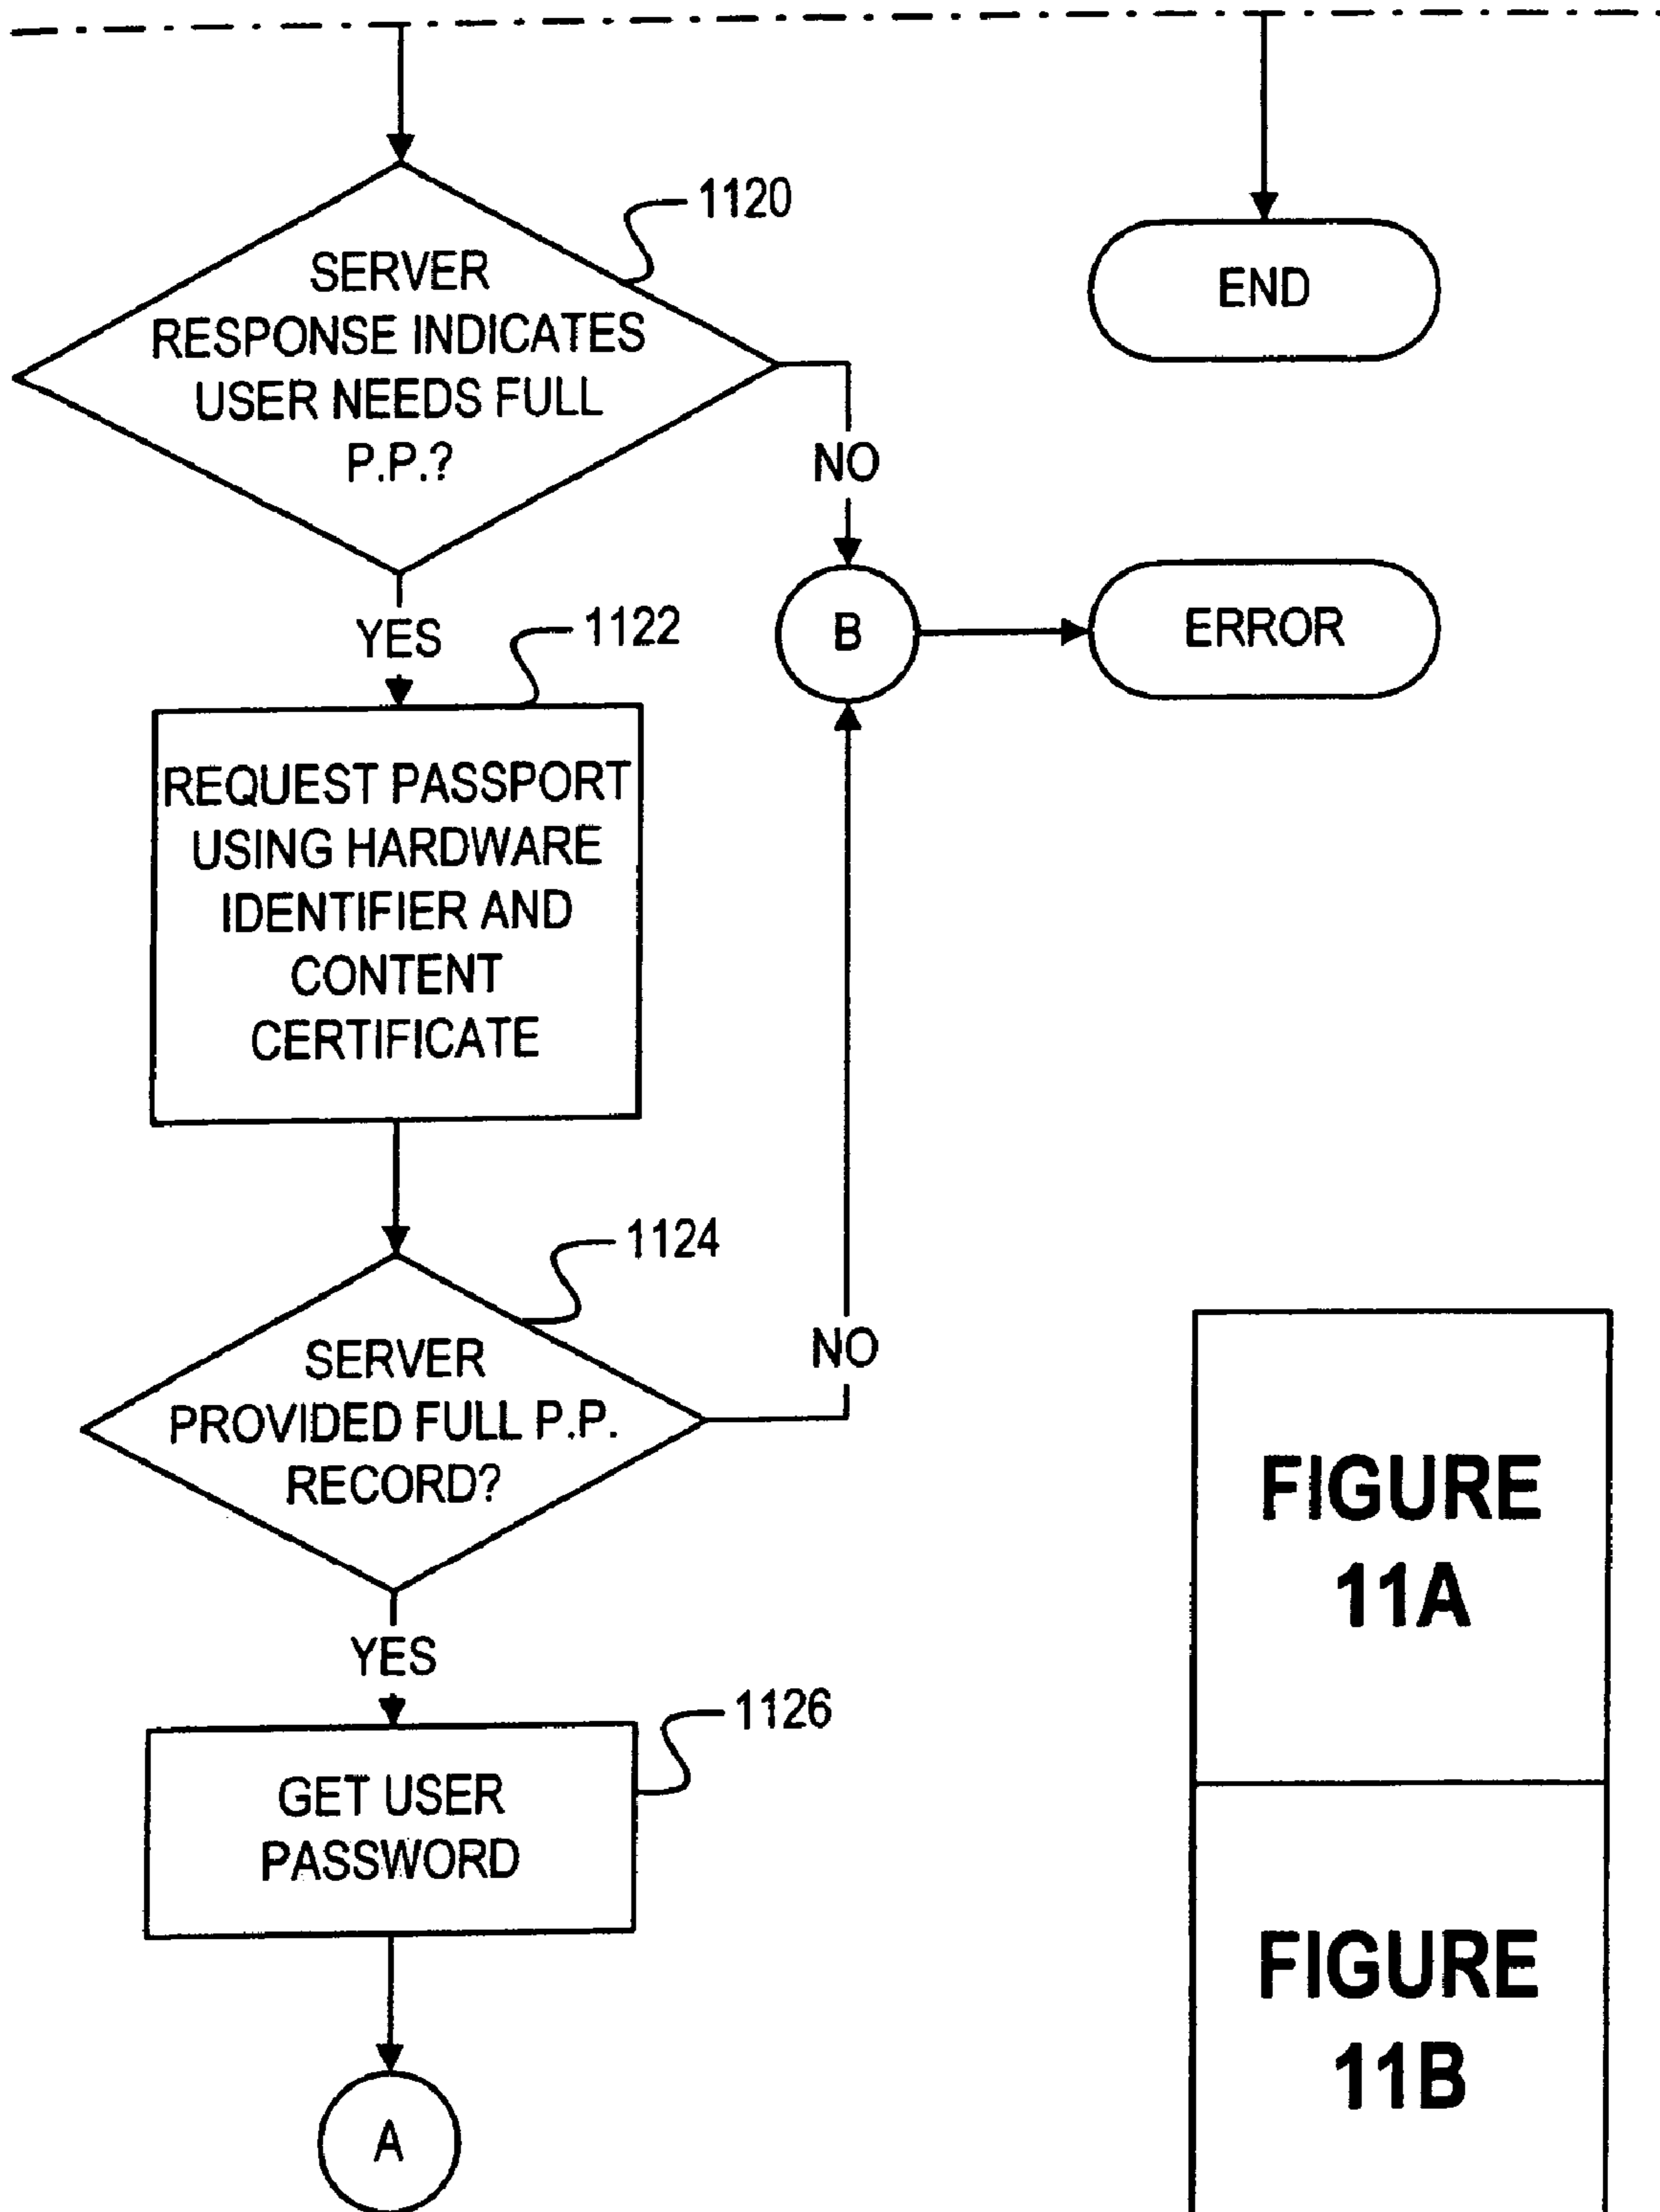 1120
SERVER
RESPONSE INDICATES
USER NEEDS FULL
P.P.?
END
NO
YES
1122
B
ERROR
REQUEST PASSPORT
USING HARDWARE
IDENTIFIER AND
CONTENT
CERTIFICATE
1124
SERVER
PROVIDED FULL P.P.
RECORD?
NO
YES
1126
GET USER
PASSWORD
A
FIGURE
11A
FIGURE
11B